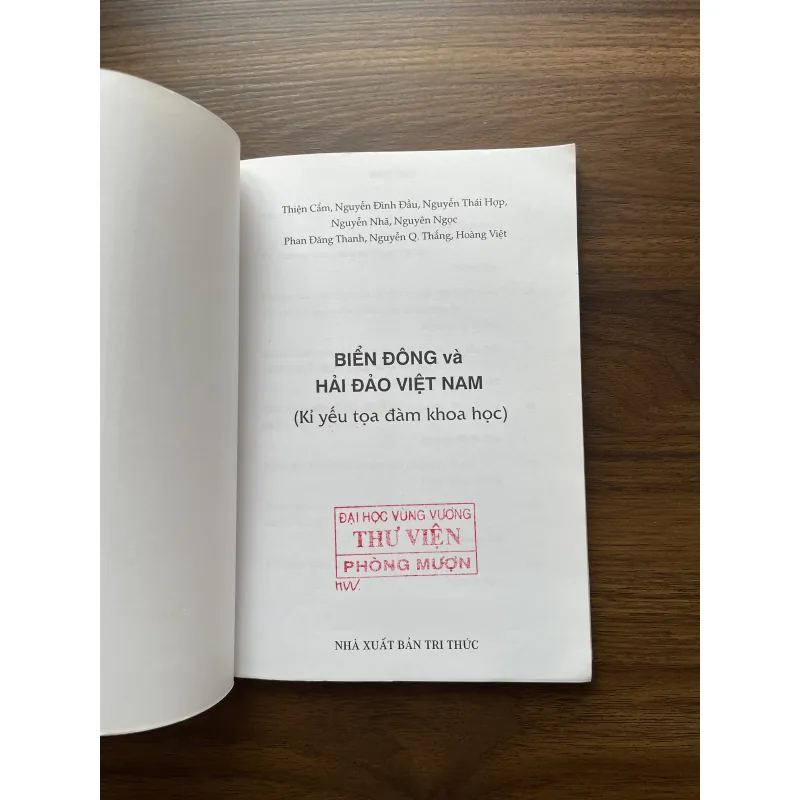 Thiện Cẩm, Nguyễn Đình Đầu, Nguyễn Thái Hợp,
Nguyễn Nhã, Nguyên Ngọc
Phan Đăng Thanh, Nguyễn Q. Thắng, Hoàng Việt
BIỂN ĐÔNG và
HẢI ĐẢO VIỆT NAM
(Kỉ yếu tọa đàm khoa học)
ĐẠI HỌC VÙNG VƯƠNG
THƯ VIỆN
PHÒNG MƯỢN
NHÀ XUẤT BẢN TRI THỨC